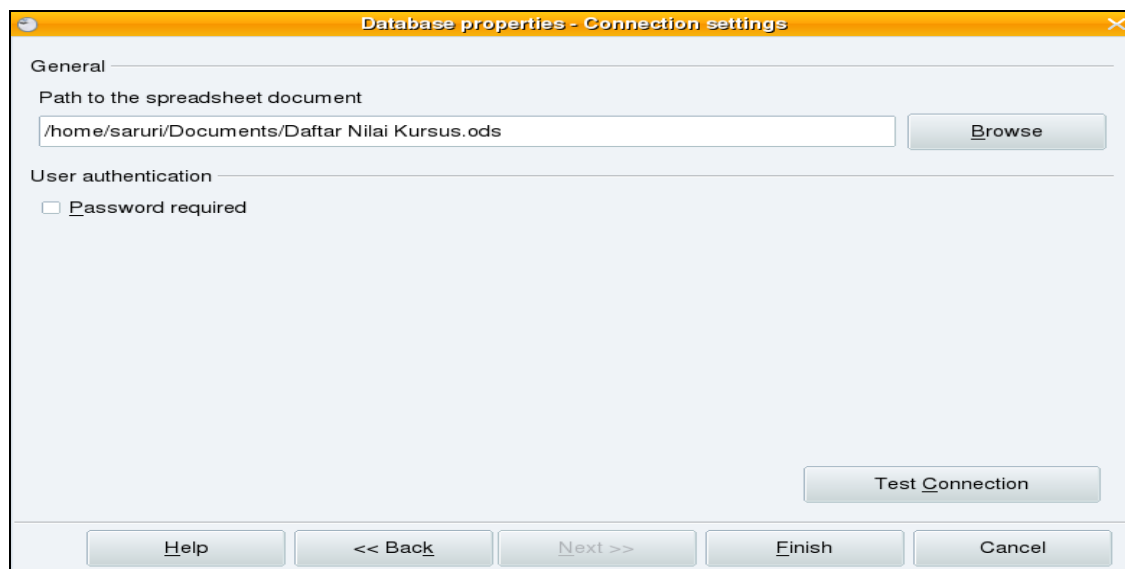 Database properties - Connection settings
General
Path to the spreadsheet document
/home/saruri/Documents/Daftar Nilai Kursus.ods
Browse
User authentication
Password required
Test Connection
Help
<< Back
Next >>
Finish
Cancel